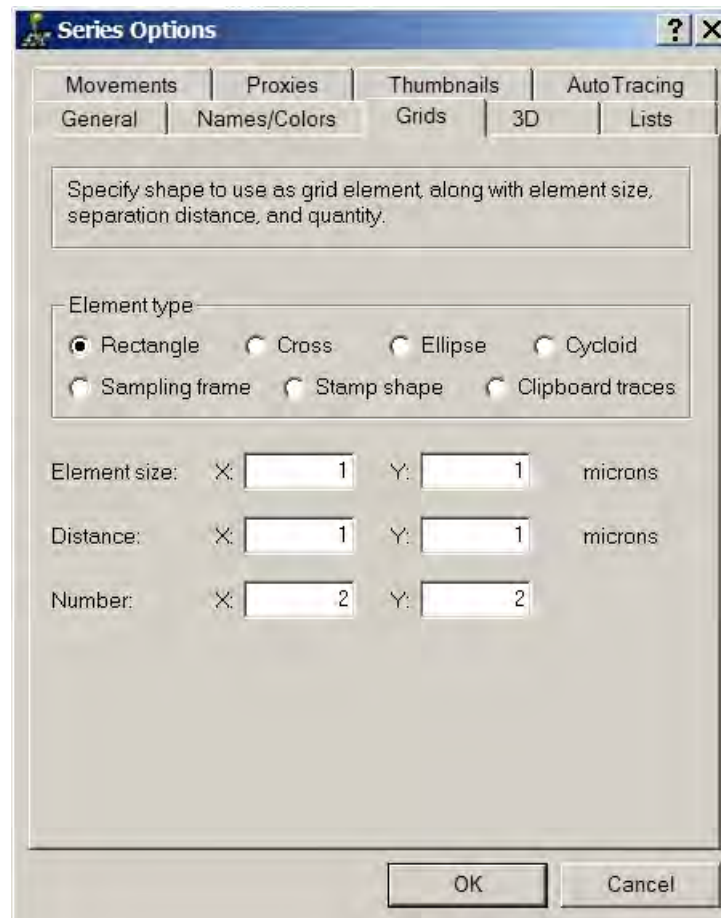 Series Options
Movements Proxies Thumbnails AutoTracing
General Names/Colors Grids 3D Lists
Specify shape to use as grid element, along with element size,
separation distance, and quantity.
Element type
Rectangle Cross Ellipse Cycloid
Sampling frame Stamp shape Clipboard traces
Element size: X: 1 Y: 1 microns
Distance: X: 1 Y: 1 microns
Number: X: 2 Y: 2
OK Cancel